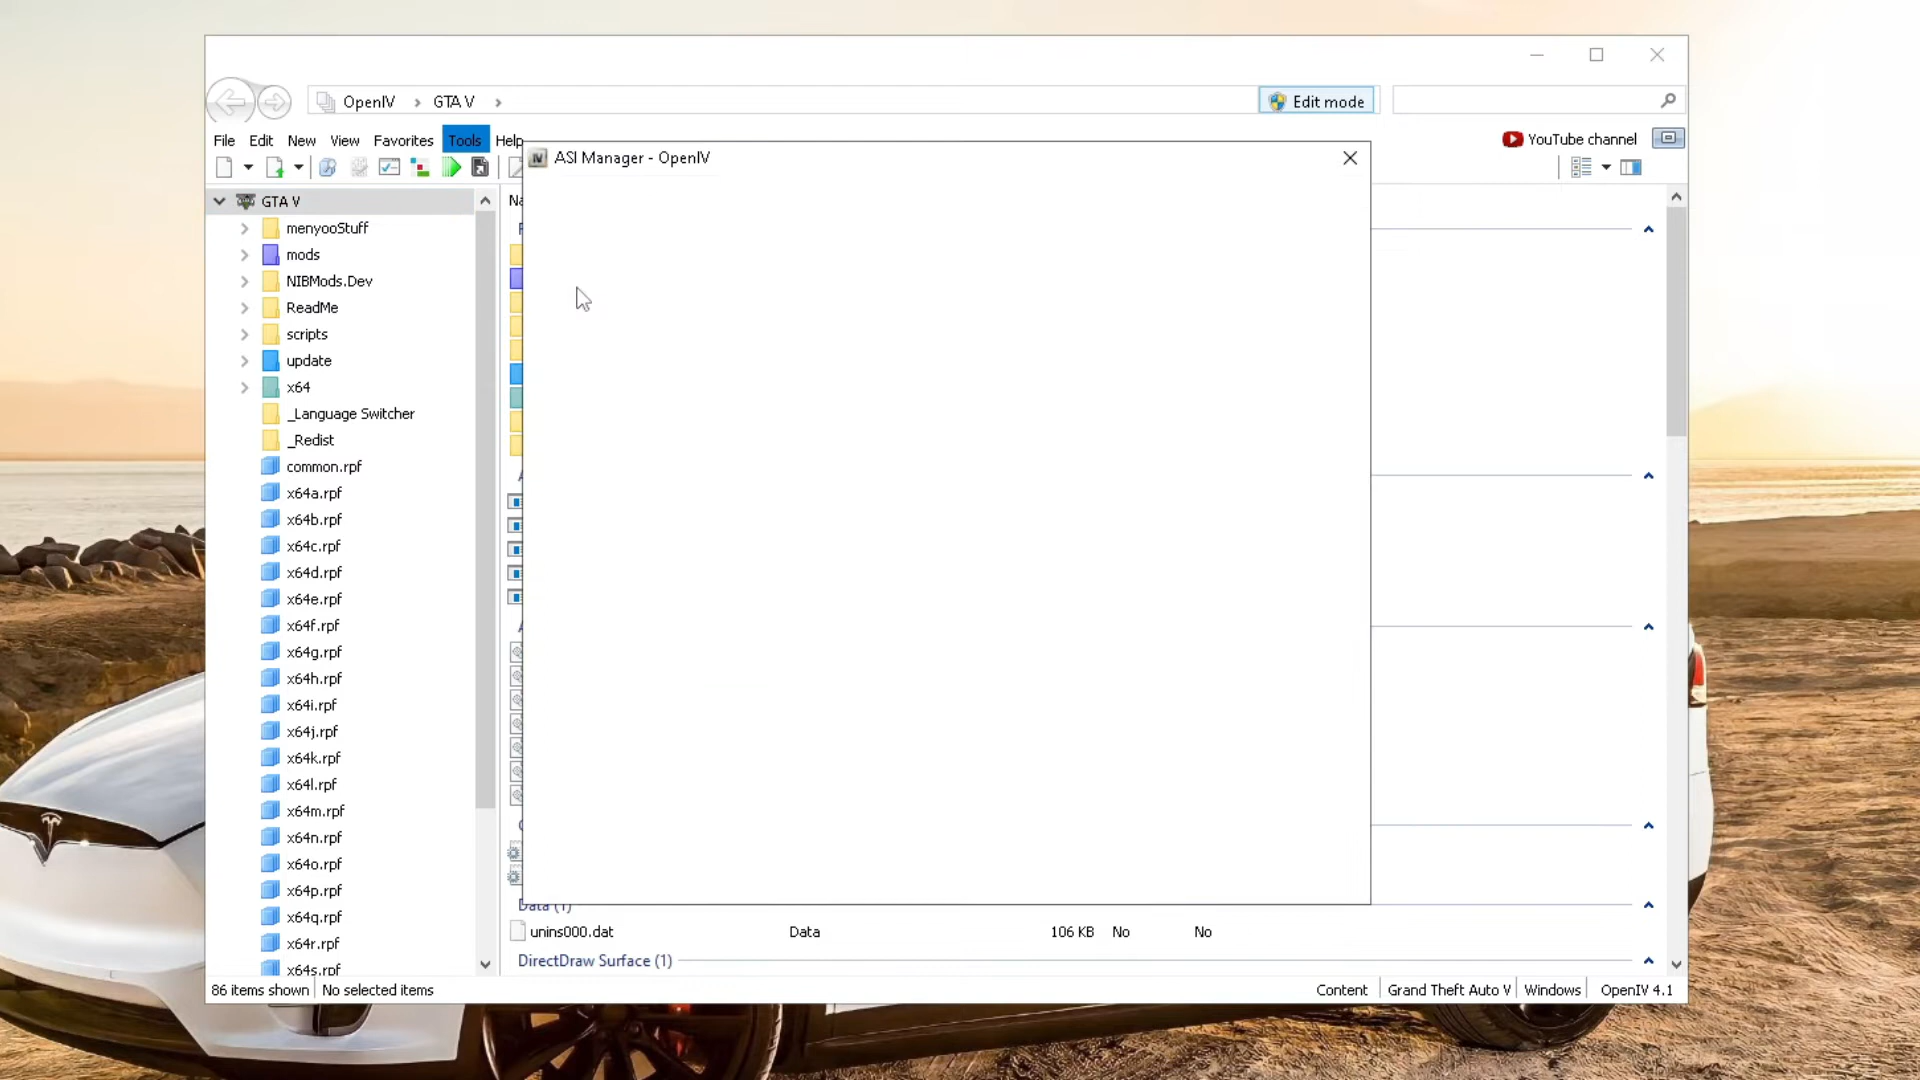 OpenIV › GTA V ›
Edit mode
File Edit New View Favorites Tools Help
YouTube channel
ASI Manager - OpenIV
GTA V
menyooStuff
mods
NIBMods.Dev
ReadMe
scripts
update
x64
_Language Switcher
_Redist
common.rpf
x64a.rpf
x64b.rpf
x64c.rpf
x64d.rpf
x64e.rpf
x64f.rpf
x64g.rpf
x64h.rpf
x64i.rpf
x64j.rpf
x64k.rpf
x64l.rpf
x64m.rpf
x64n.rpf
x64o.rpf
x64p.rpf
x64q.rpf
x64r.rpf
x64s.rpf
Data (1)
unins000.dat Data 106 KB No No
DirectDraw Surface (1)
86 items shown No selected items
Content Grand Theft Auto V Windows OpenIV 4.1